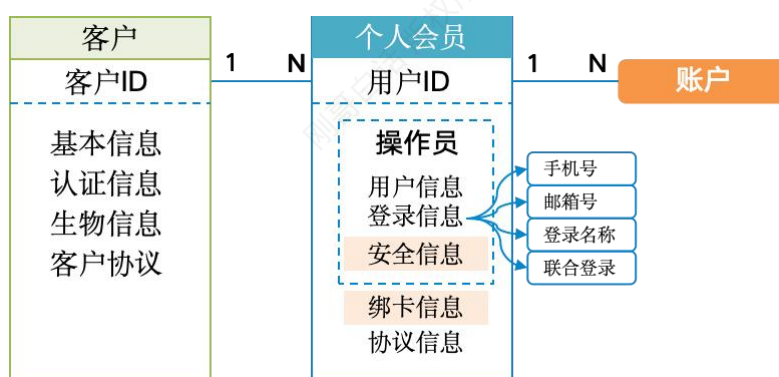 客户
客户ID
基本信息
认证信息
生物信息
客户协议
1
N
个人会员
用户ID
操作员
用户信息
登录信息
安全信息
绑卡信息
协议信息
手机号
邮箱号
登录名称
联合登录
1
N
账户